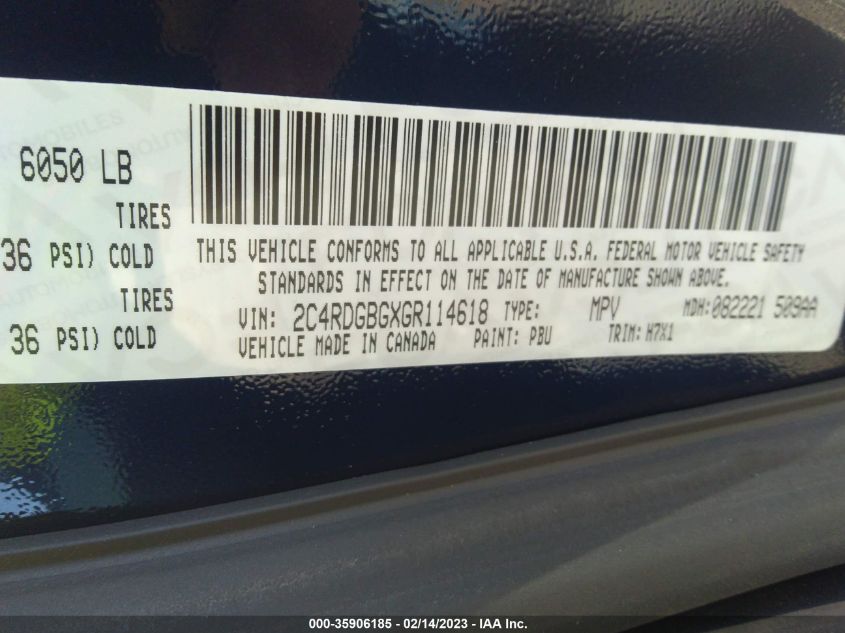 6050 LB
TIRES
36 PSI) COLD
TIRES
36 PSI) COLD
THIS VEHICLE CONFORMS TO ALL APPLICABLE U.S.A. FEDERAL MOTOR VEHICLE SAFETY
STANDARDS IN EFFECT ON THE DATE OF MANUFACTURE SHOWN ABOVE.
VIN: 2C4RDGBGXGR114618 TYPE: MPV MDH:082221 509AA
VEHICLE MADE IN CANADA PAINT: PBU TRIM: H7X1
000-35906185 - 02/14/2023 - IAA Inc.